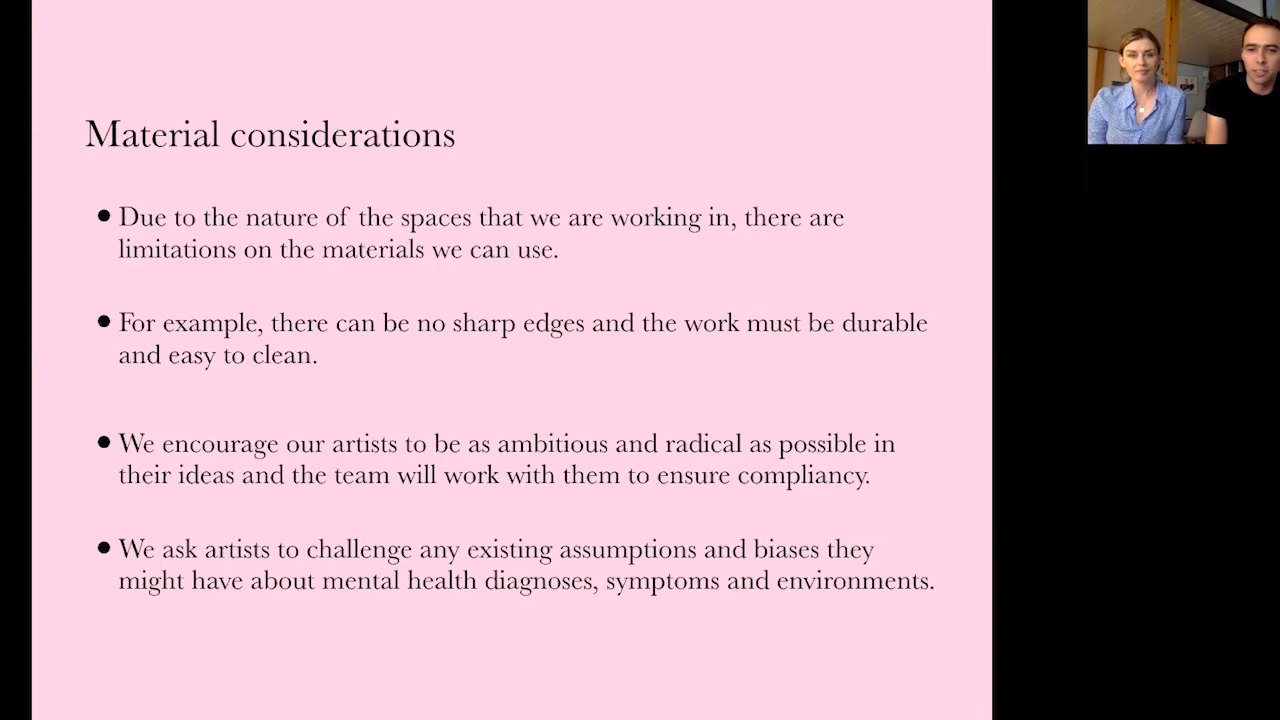 Material considerations
● Due to the nature of the spaces that we are working in, there are
limitations on the materials we can use.
● For example, there can be no sharp edges and the work must be durable
and easy to clean.
● We encourage our artists to be as ambitious and radical as possible in
their ideas and the team will work with them to ensure compliancy.
● We ask artists to challenge any existing assumptions and biases they
might have about mental health diagnoses, symptoms and environments.